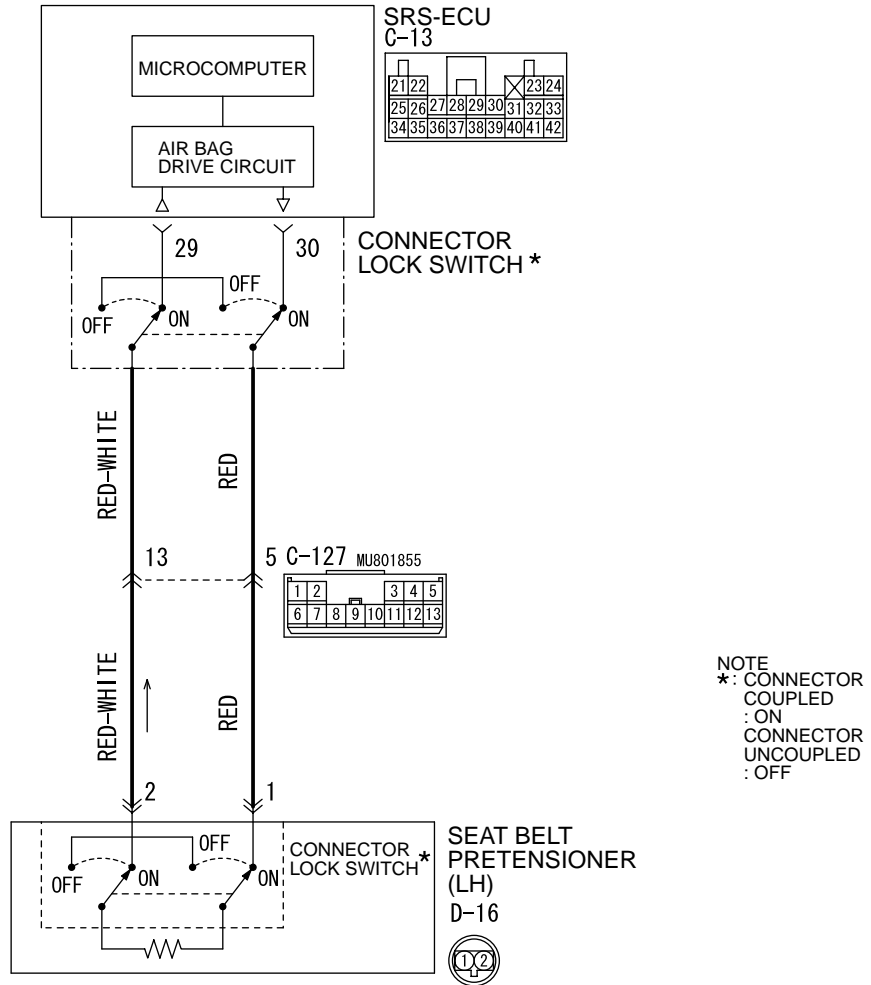 SRS-ECU
C-13
MICROCOMPUTER
21 22 23 24
25 26 27 28 29 30 31 32 33
34 35 36 37 38 39 40 41 42
AIR BAG
DRIVE CIRCUIT
29 30
CONNECTOR
LOCK SWITCH *
OFF
OFF ON ON
RED-WHITE RED
13 5 C-127 MU801855
1 2 3 4 5
6 7 8 9 10 11 12 13
RED-WHITE RED
NOTE
*: CONNECTOR
COUPLED
: ON
CONNECTOR
UNCOUPLED
: OFF
2 1
OFF
OFF ON ON
CONNECTOR
LOCK SWITCH *
SEAT BELT
PRETENSIONER
(LH)
D-16
1 2